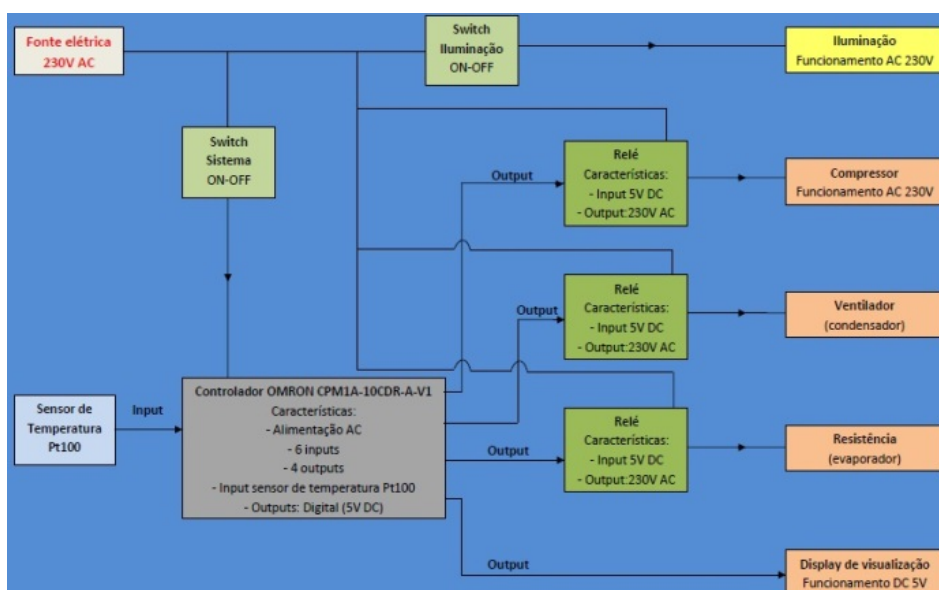 Fonte elétrica
230V AC
Switch
Iluminação
ON-OFF
Iluminação
Funcionamento AC 230V
Switch
Sistema
ON-OFF
Output
Relé
Características:
- Input 5V DC
- Output:230V AC
Compressor
Funcionamento AC 230V
Output
Relé
Características:
- Input 5V DC
- Output:230V AC
Ventilador
(condensador)
Sensor de
Temperatura
Pt100
Input
Controlador OMRON CPM1A-10CDR-A-V1
Características:
- Alimentação AC
- 6 inputs
- 4 outputs
- Input sensor de temperatura Pt100
- Outputs: Digital (5V DC)
Output
Relé
Características:
- Input 5V DC
- Output:230V AC
Resistência
(evaporador)
Output
Display de visualização
Funcionamento DC 5V